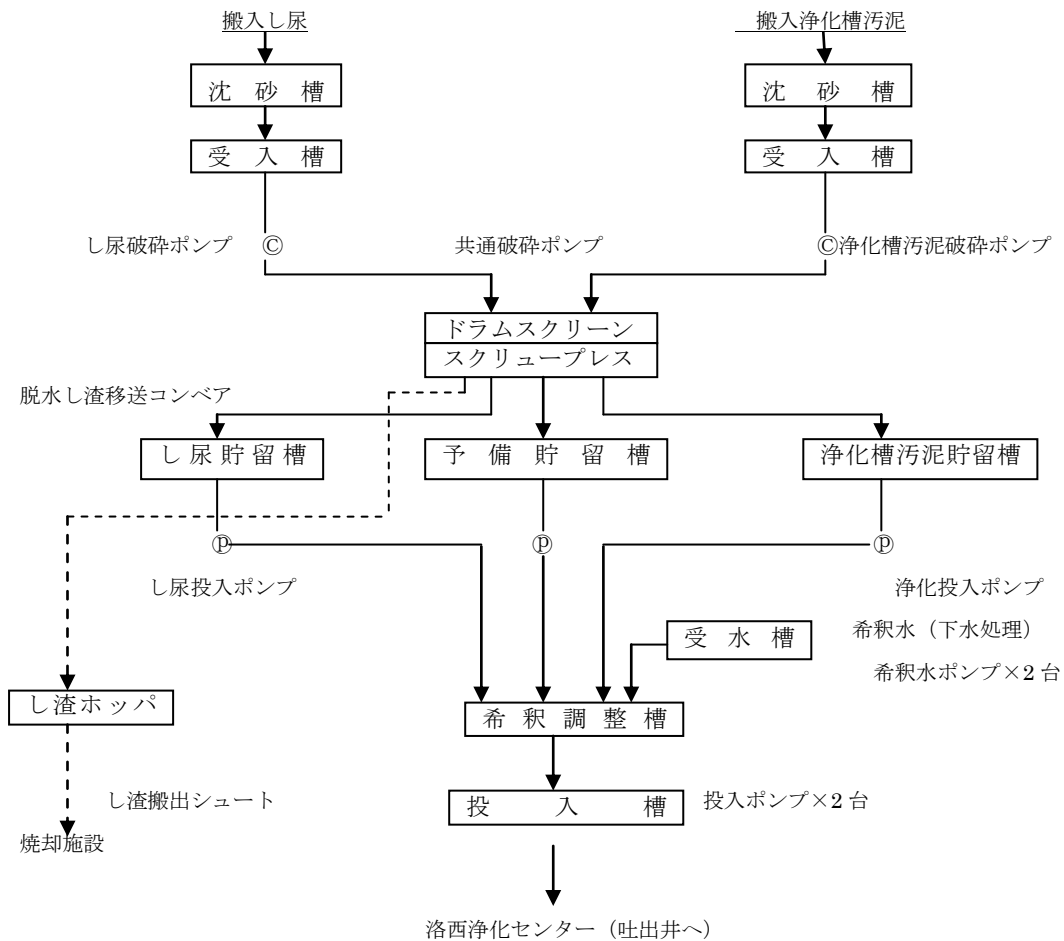 搬入し尿
搬入浄化槽汚泥
沈砂槽
沈砂槽
受入槽
受入槽
し尿破砕ポンプ Ⓒ
共通破砕ポンプ
Ⓒ浄化槽汚泥破砕ポンプ
ドラムスクリーン
スクリュープレス
脱水し渣移送コンベア
し尿貯留槽
予備貯留槽
浄化槽汚泥貯留槽
ⓟ
ⓟ
ⓟ
し尿投入ポンプ
浄化投入ポンプ
受水槽
希釈水（下水処理）
希釈水ポンプ×2台
し渣ホッパ
希釈調整槽
し渣搬出シュート
投入槽
投入ポンプ×2台
焼却施設
洛西浄化センター（吐出井へ）